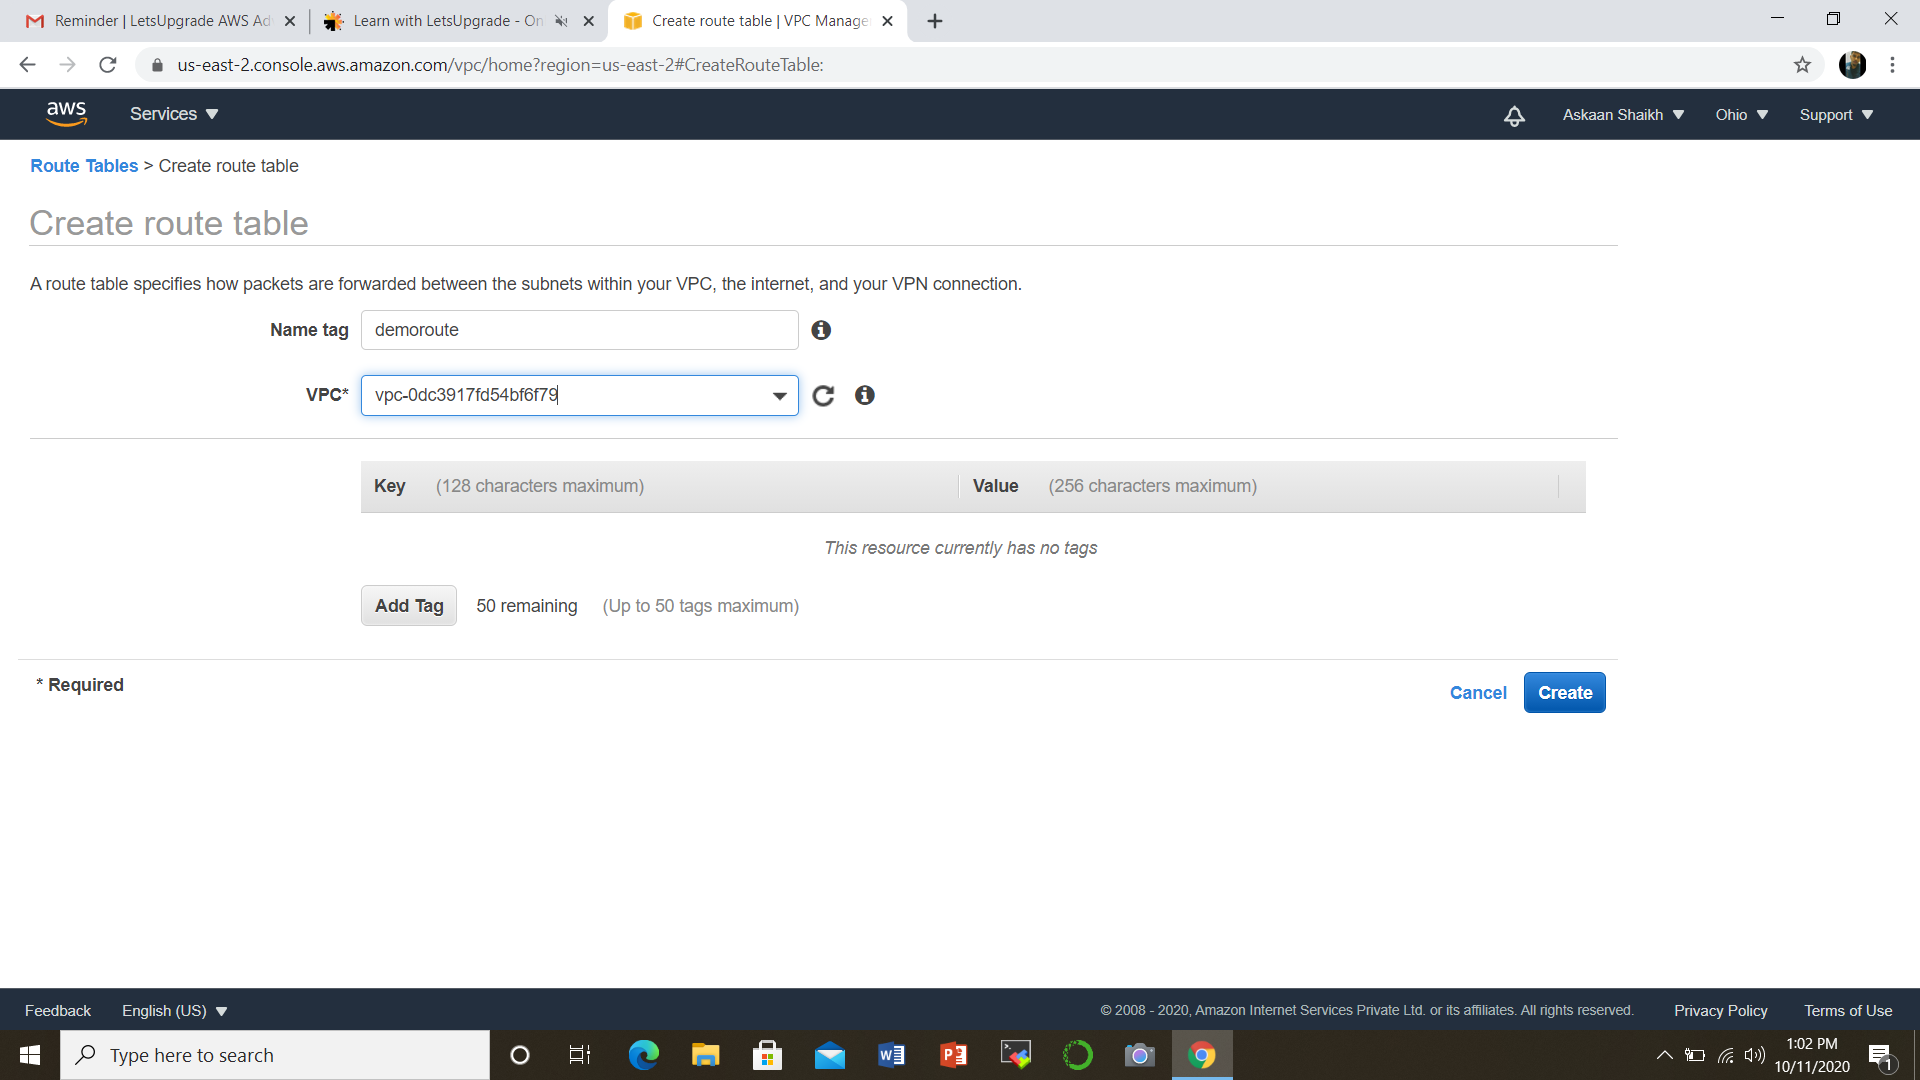 Reminder | LetsUpgrade AWS Ad
Learn with LetsUpgrade - On
Create route table | VPC Manage
us-east-2.console.aws.amazon.com/vpc/home?region=us-east-2#CreateRouteTable:
aws
Services
Askaan Shaikh
Ohio
Support
Route Tables > Create route table
Create route table
A route table specifies how packets are forwarded between the subnets within your VPC, the internet, and your VPN connection.
Name tag
demoroute
VPC*
vpc-0dc3917fd54bf6f79
Key (128 characters maximum)
Value (256 characters maximum)
This resource currently has no tags
Add Tag
50 remaining
(Up to 50 tags maximum)
* Required
Cancel
Create
Feedback
English (US)
© 2008 - 2020, Amazon Internet Services Private Ltd. or its affiliates. All rights reserved.
Privacy Policy
Terms of Use
Type here to search
1:02 PM
10/11/2020
1